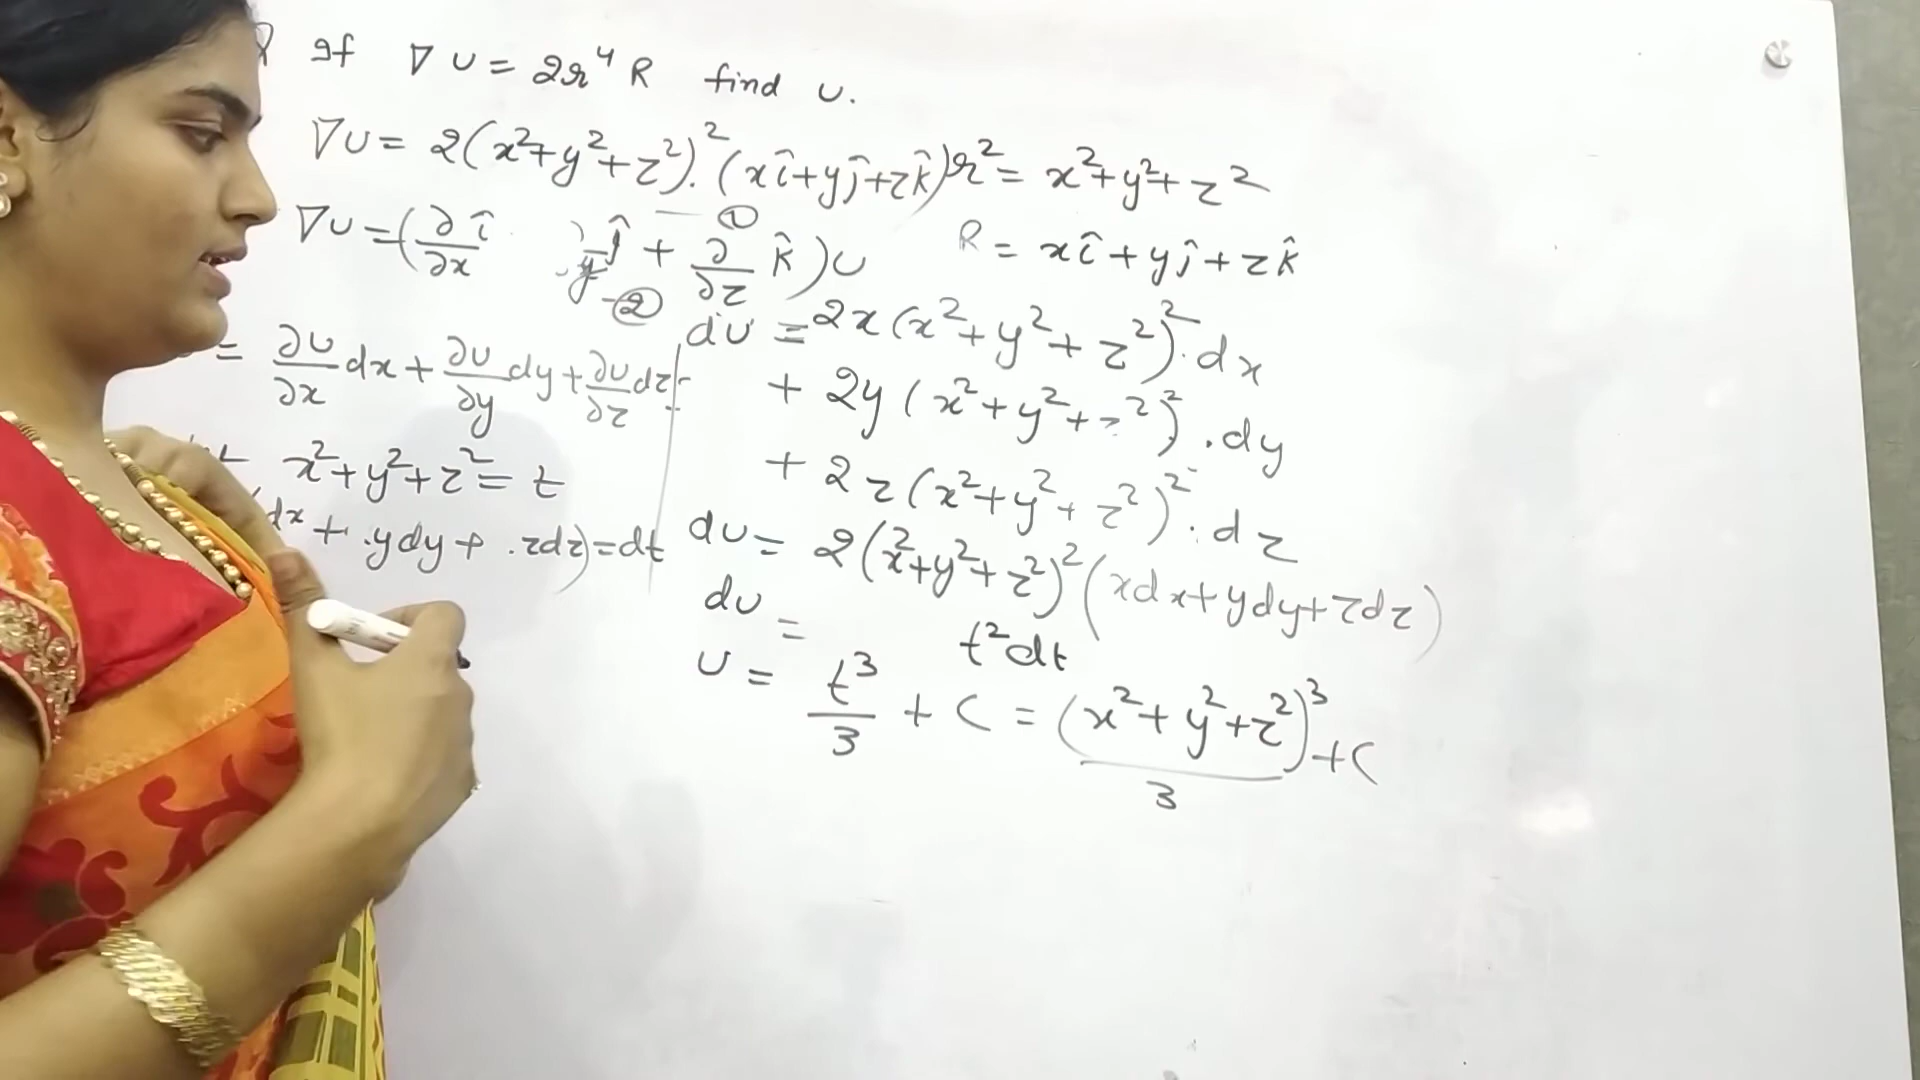 If ∇U = 2r⁴ R find U.
∇U = 2(x²+y²+z²)².(xî+yĵ+zk̂) r² = x²+y²+z²
①
∇U = (∂/∂x î ĵ + ∂/∂z k̂)U
②
R = xî+yĵ+zk̂
= ∂U/∂x dx + ∂U/∂y dy + ∂U/∂z dz
x²+y²+z² = t
dx + .ydy + .zdz) = dt
dU = 2x(x²+y²+z²)².dx
+ 2y(x²+y²+z²)².dy
+ 2z(x²+y²+z²)².dz
dU = 2(x²+y²+z²)²(xdx+ydy+zdz)
dU = t²dt
U = t³/3 + C = (x²+y²+z²)³/3 + C